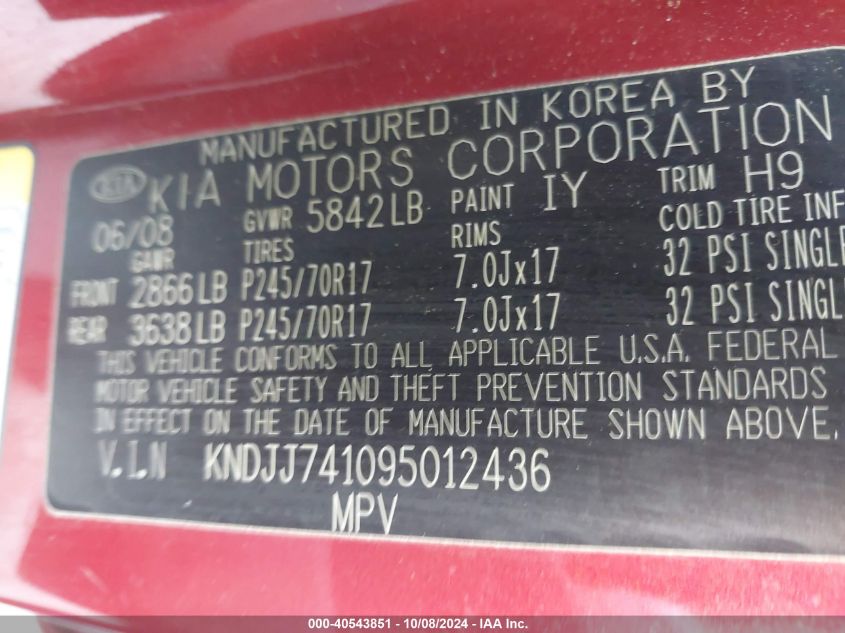 MANUFACTURED IN KOREA BY
KIA KIA MOTORS CORPORATION
06/08 GVWR 5842LB PAINT IY TRIM H9
GAWR TIRES RIMS COLD TIRE INF
FRONT 2866LB P245/70R17 7.0Jx17 32 PSI SINGLE
REAR 3638LB P245/70R17 7.0Jx17 32 PSI SINGL
THIS VEHICLE CONFORMS TO ALL APPLICABLE U.S.A. FEDERAL
MOTOR VEHICLE SAFETY AND THEFT PREVENTION STANDARDS
IN EFFECT ON THE DATE OF MANUFACTURE SHOWN ABOVE.
V.I.N KNDJJ741095012436
MPV
000-40543851 - 10/08/2024 - IAA Inc.